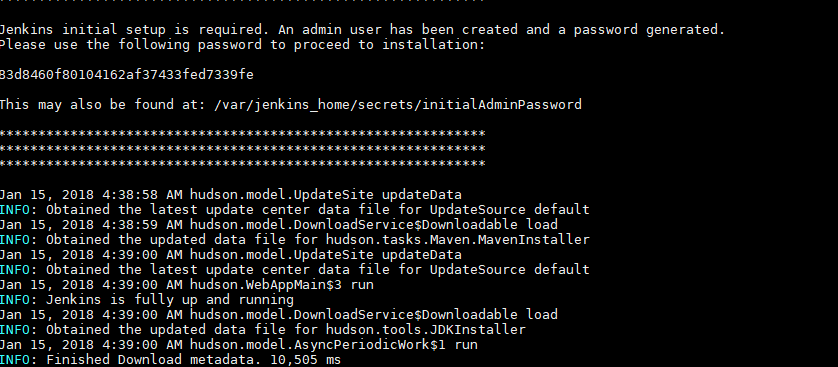 *************************************************************
Jenkins initial setup is required. An admin user has been created and a password generated.
Please use the following password to proceed to installation:
83d8460f80104162af37433fed7339fe
This may also be found at: /var/jenkins_home/secrets/initialAdminPassword
*************************************************************
*************************************************************
*************************************************************
Jan 15, 2018 4:38:58 AM hudson.model.UpdateSite updateData
INFO: Obtained the latest update center data file for UpdateSource default
Jan 15, 2018 4:38:59 AM hudson.model.DownloadService$Downloadable load
INFO: Obtained the updated data file for hudson.tasks.Maven.MavenInstaller
Jan 15, 2018 4:39:00 AM hudson.model.UpdateSite updateData
INFO: Obtained the latest update center data file for UpdateSource default
Jan 15, 2018 4:39:00 AM hudson.WebAppMain$3 run
INFO: Jenkins is fully up and running
Jan 15, 2018 4:39:00 AM hudson.model.DownloadService$Downloadable load
INFO: Obtained the updated data file for hudson.tools.JDKInstaller
Jan 15, 2018 4:39:00 AM hudson.model.AsyncPeriodicWork$1 run
INFO: Finished Download metadata. 10,505 ms